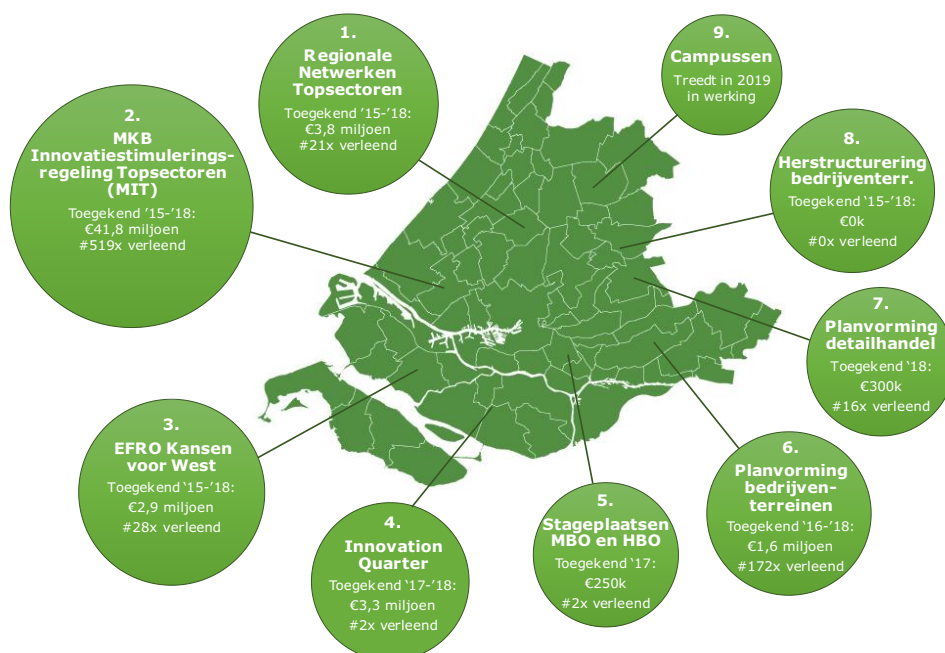 1.
Regionale
Netwerken
Topsectoren
Toegekend '15-'18:
€3,8 miljoen
#21x verleend
2.
MKB
Innovatiestimulerings-
regeling Topsectoren
(MIT)
Toegekend '15-'18:
€41,8 miljoen
#519x verleend
3.
EFRO Kansen
voor West
Toegekend '15-'18:
€2,9 miljoen
#28x verleend
4.
Innovation
Quarter
Toegekend '17-'18:
€3,3 miljoen
#2x verleend
5.
Stageplaatsen
MBO en HBO
Toegekend '17:
€250k
#2x verleend
6.
Planvorming
bedrijven-
terreinen
Toegekend '16-'18:
€1,6 miljoen
#172x verleend
7.
Planvorming
detailhandel
Toegekend '18:
€300k
#16x verleend
8.
Herstructurering
bedrijventerr.
Toegekend '15-'18:
€0k
#0x verleend
9.
Campussen
Treedt in 2019
in werking